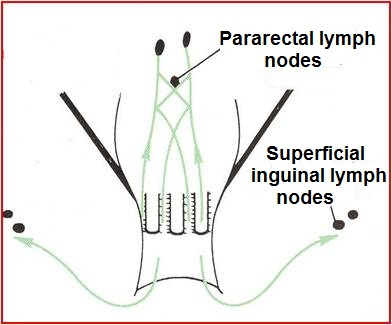 Pararectal lymph
nodes
Superficial
inguinal lymph
nodes